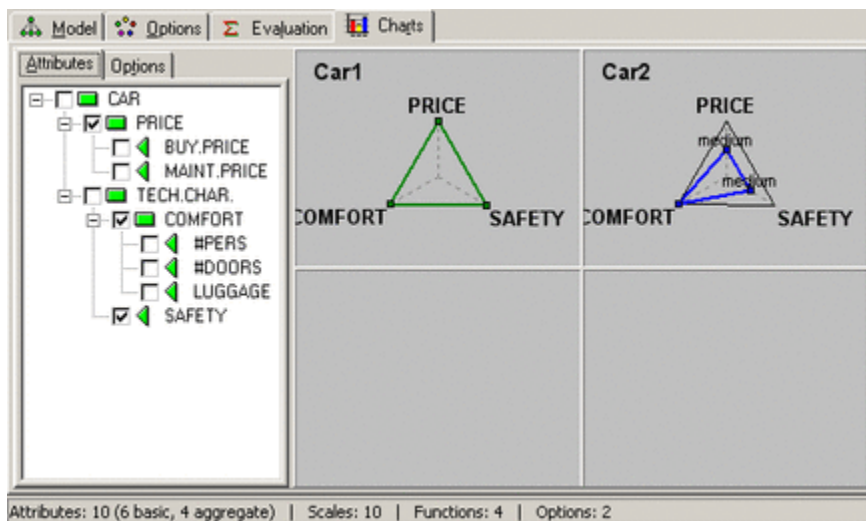 Model Options Evaluation Charts
Attributes Options
CAR
PRICE
BUY.PRICE
MAINT.PRICE
TECH.CHAR.
COMFORT
#PERS
#DOORS
LUGGAGE
SAFETY
Car1
PRICE
COMFORT SAFETY
Car2
PRICE
medium
medium
COMFORT SAFETY
Attributes: 10 (6 basic, 4 aggregate) | Scales: 10 | Functions: 4 | Options: 2